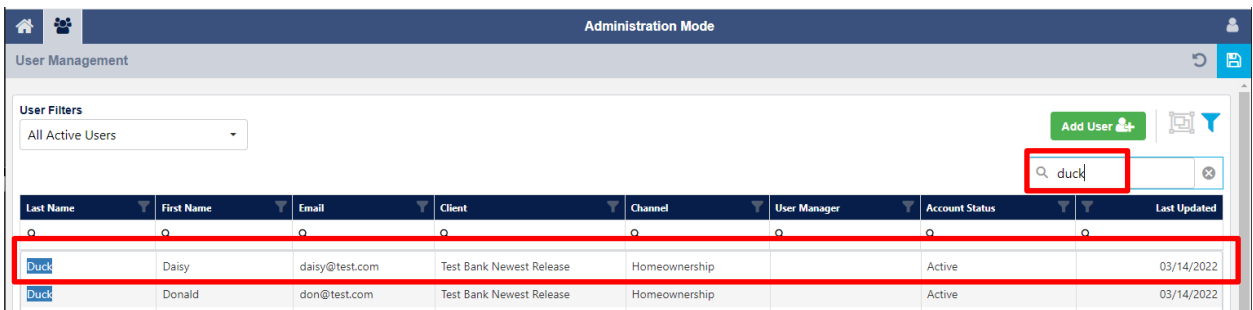 Administration Mode
User Management
User Filters
All Active Users
Add User
duck
Last Name First Name Email Client Channel User Manager Account Status Last Updated
Duck Daisy daisy@test.com Test Bank Newest Release Homeownership Active 03/14/2022
Duck Donald don@test.com Test Bank Newest Release Homeownership Active 03/14/2022